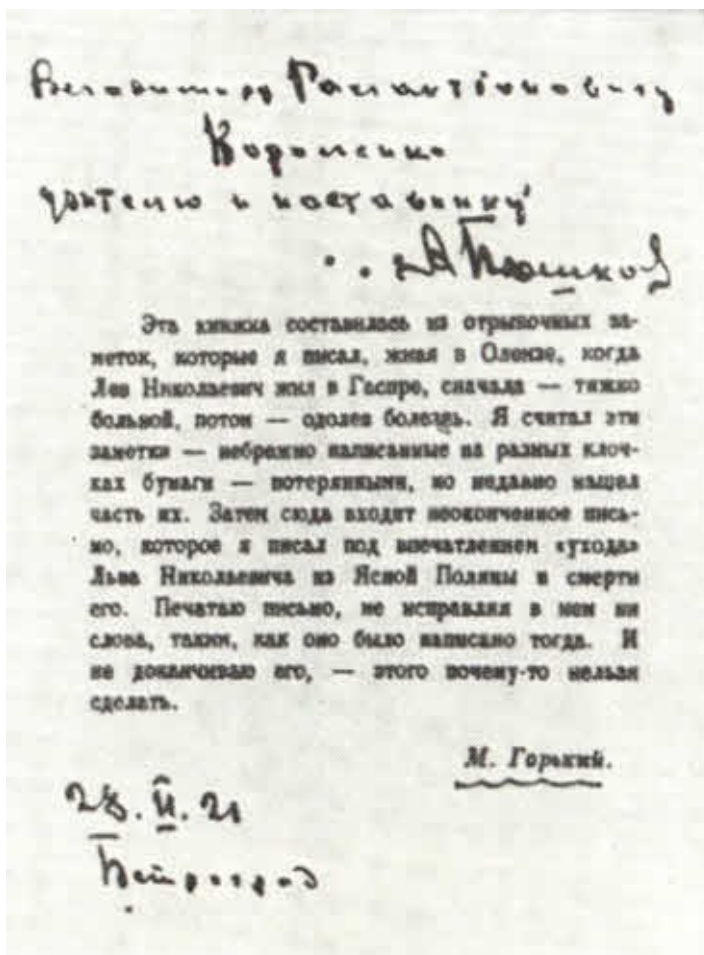 Владимиру Галактіоновичу
Короленко
учителю и наставнику
А Пешков
Эта книжка составилась из отрывочных за-
меток, которые я писал, живя в Олеизе, когда
Лев Николаевич жил в Гаспре, сначала — тяжко
больной, потом — одолев болезнь. Я считал эти
заметки — небрежно написанные на разных клоч-
ках бумаги — потерянными, но недавно нашел
часть их. Затем сюда входит неоконченное пись-
мо, которое я писал под впечатлением «ухода»
Льва Николаевича из Ясной Поляны и смерти
его. Печатаю письмо, не исправляя в нем ни
слова, таким, как оно было написано тогда. И
не доканчиваю его, — этого почему-то нельзя
сделать.
М. Горький.
28. II. 21
Петроград